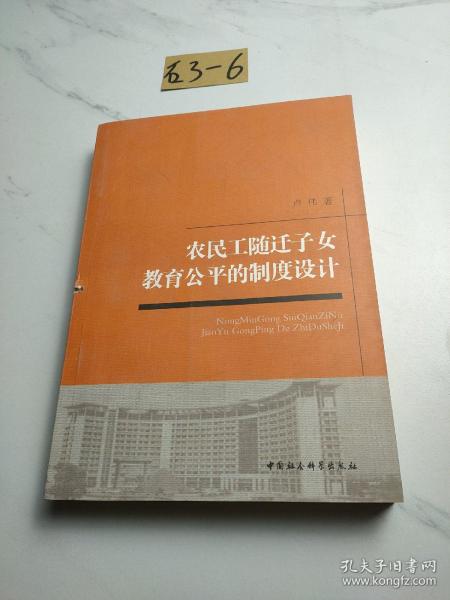 石3-6
卢伟 著
农民工随迁子女
教育公平的制度设计
NongMinGong SuiQianZiNu
JiaoYu GongPing De ZhiDuSheJi
中国社会科学出版社
孔夫子旧书网
www.kongfz.com